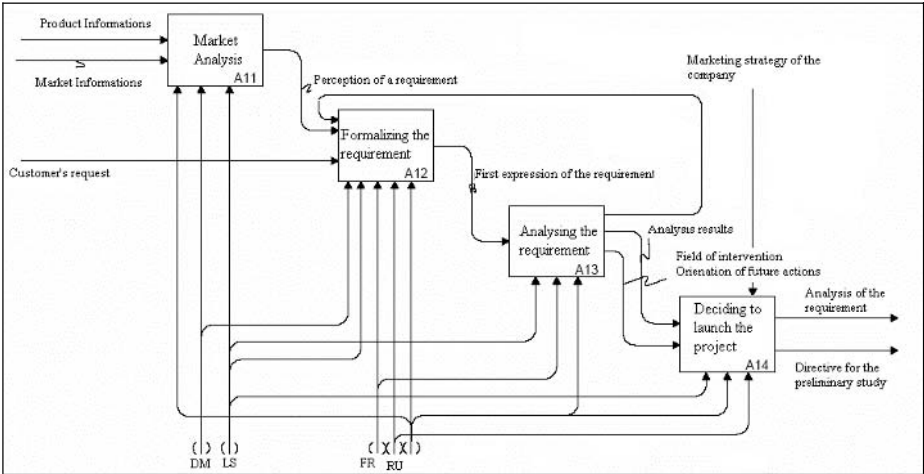 Product Informations
Market Informations
Market
Analysis
A11
Perception of a requirement
Marketing strategy of the
company
Formalizing the
requirement
A12
Customer's request
First expression of the requirement
Analysing the
requirement
A13
Analysis results
Field of intervention
Orienation of future actions
Deciding to
launch the
project
A14
Analysis of the
requirement
Directive for the
preliminary study
DM
LS
FR
RU